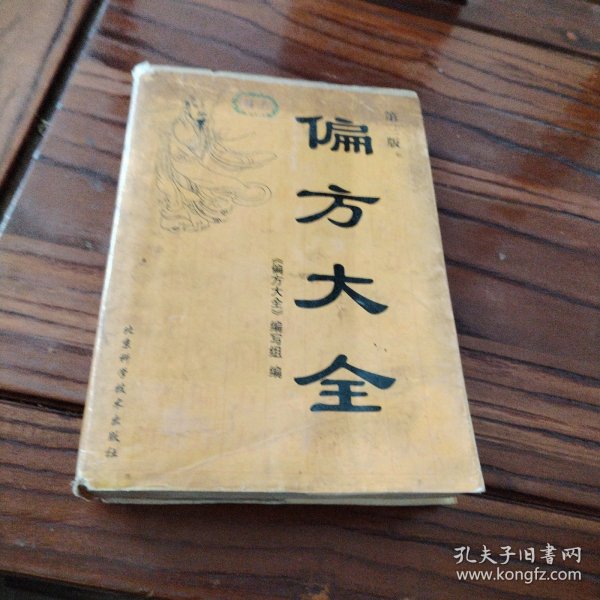 偏方大全
第二版
《偏方大全》编写组 编
北京科学技术出版社
孔夫子旧书网
www.kongfz.com